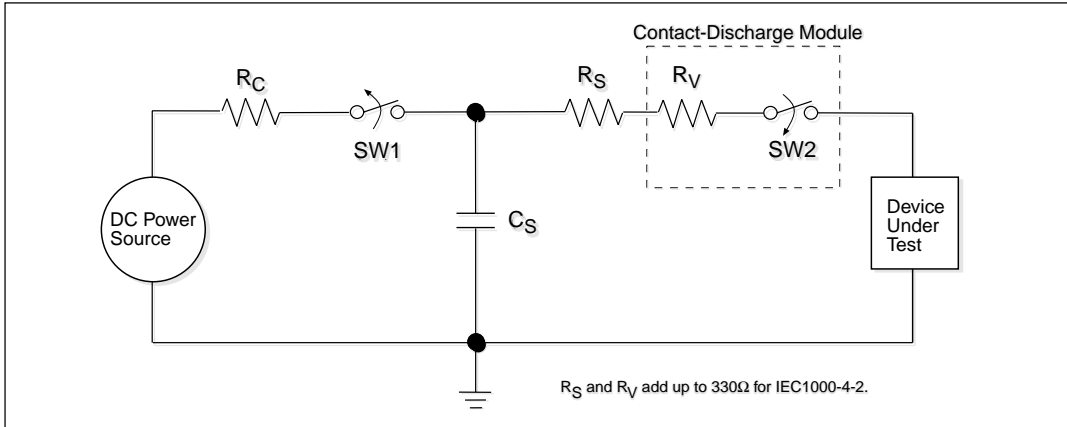 Contact-Discharge Module
RC
RS
RV
SW1
SW2
DC Power
Source
CS
Device
Under
Test
RS and RV add up to 330Ω for IEC1000-4-2.